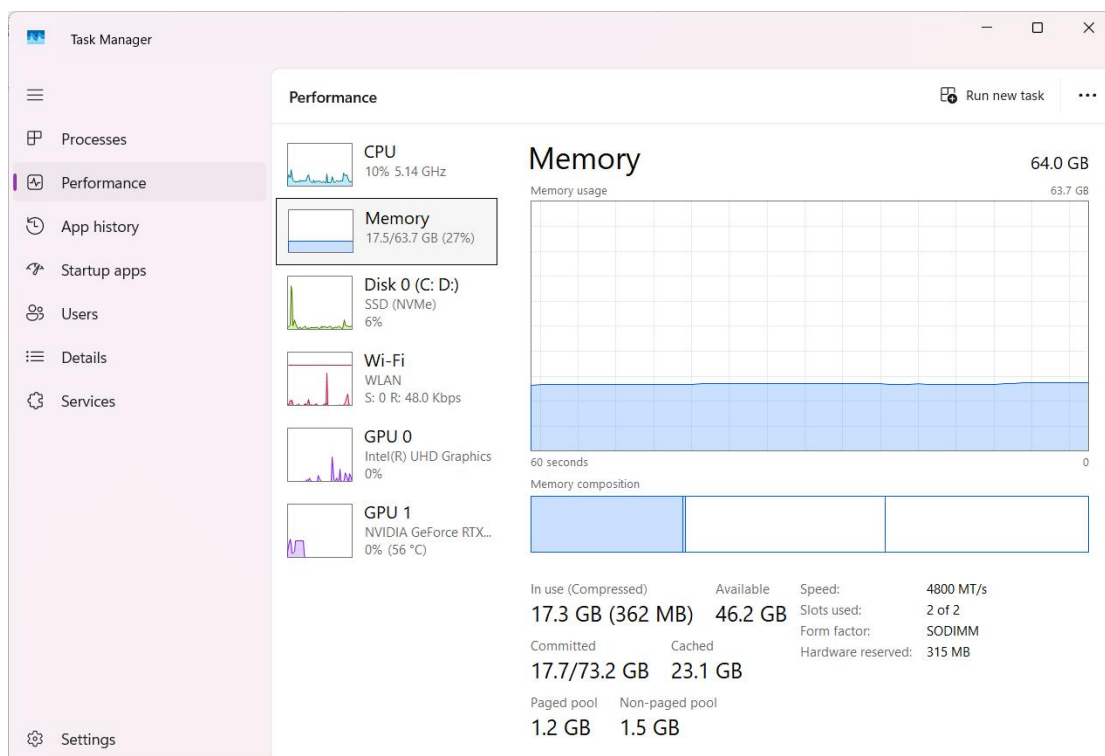 Task Manager
Performance
Run new task
Processes
Performance
App history
Startup apps
Users
Details
Services
Settings
CPU
10% 5.14 GHz
Memory
17.5/63.7 GB (27%)
Disk 0 (C: D:)
SSD (NVMe)
6%
Wi-Fi
WLAN
S: 0 R: 48.0 Kbps
GPU 0
Intel(R) UHD Graphics
0%
GPU 1
NVIDIA GeForce RTX...
0% (56 °C)
Memory 64.0 GB
Memory usage 63.7 GB
60 seconds 0
Memory composition
In use (Compressed) Available
17.3 GB (362 MB) 46.2 GB
Committed Cached
17.7/73.2 GB 23.1 GB
Paged pool Non-paged pool
1.2 GB 1.5 GB
Speed: 4800 MT/s
Slots used: 2 of 2
Form factor: SODIMM
Hardware reserved: 315 MB